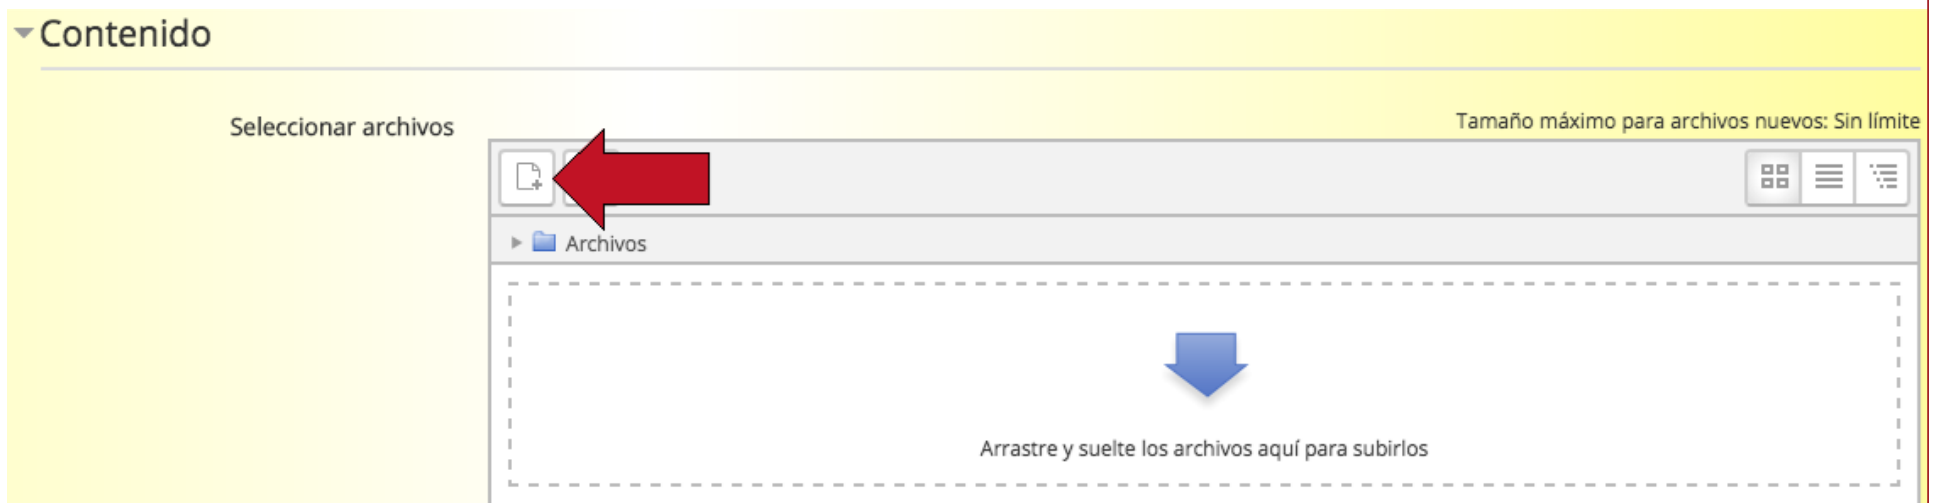 Contenido
Seleccionar archivos
Tamaño máximo para archivos nuevos: Sin límite
Archivos
Arrastre y suelte los archivos aquí para subirlos